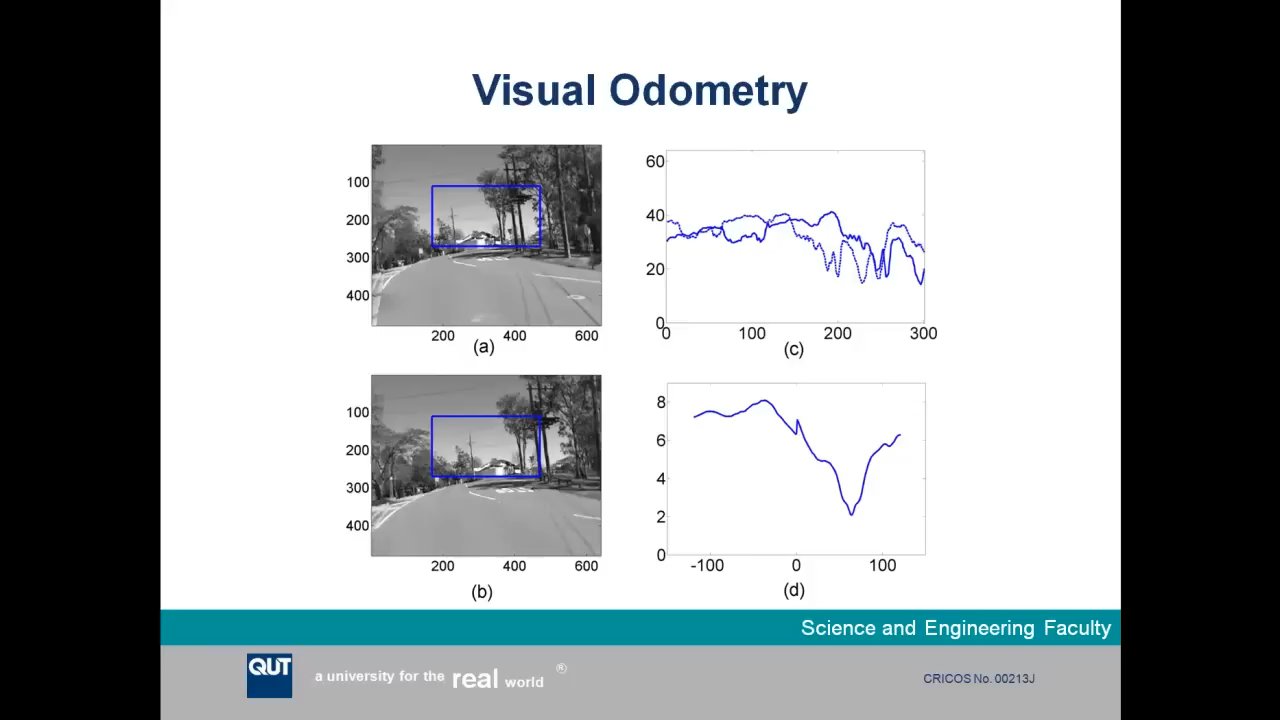 Visual Odometry
100
200
300
400
200 400 600
(a)
60
40
20
0
0 100 200 300
(c)
100
200
300
400
200 400 600
(b)
8
6
4
2
0
-100 0 100
(d)
Science and Engineering Faculty
QUT
a university for the real world ®
CRICOS No. 00213J